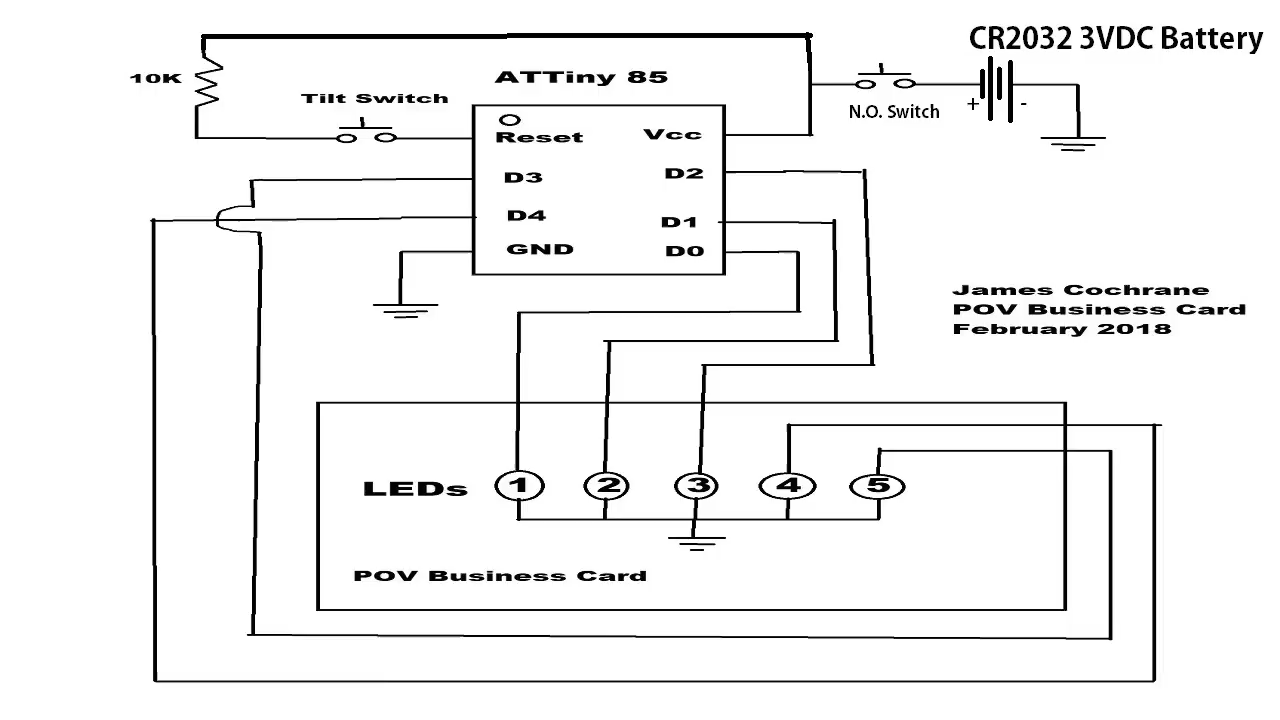 CR2032 3VDC Battery
10K
ATTiny 85
Tilt Switch
+
-
N.O. Switch
Reset
Vcc
D3
D2
D4
D1
GND
D0
James Cochrane
POV Business Card
February 2018
LEDs
1
2
3
4
5
POV Business Card